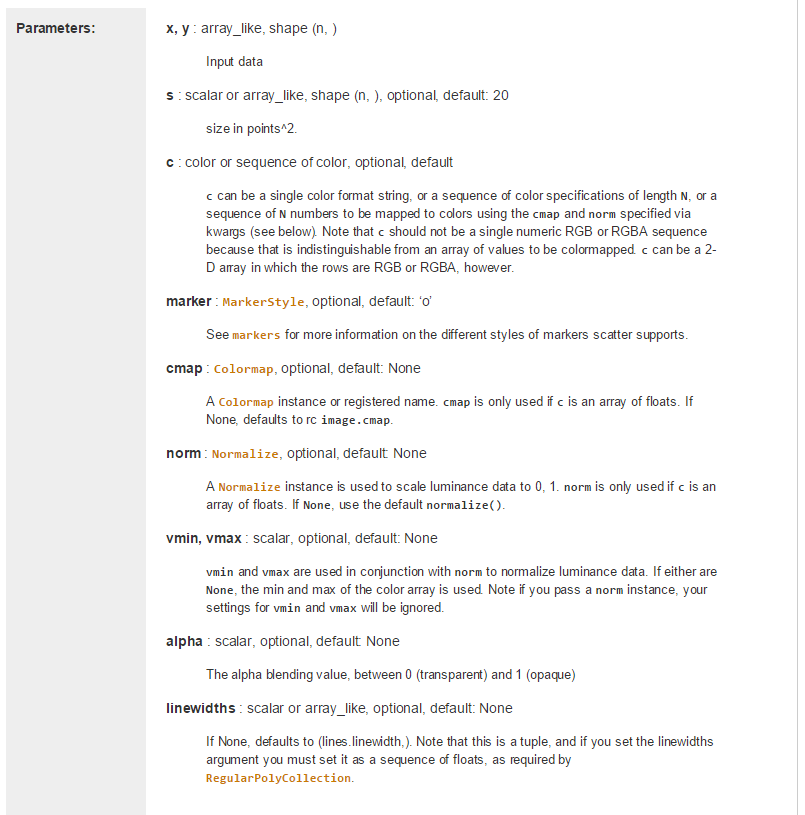 Parameters:
x, y : array_like, shape (n, )
Input data
s : scalar or array_like, shape (n, ), optional, default: 20
size in points^2.
c : color or sequence of color, optional, default
c can be a single color format string, or a sequence of color specifications of length N, or a
sequence of N numbers to be mapped to colors using the cmap and norm specified via
kwargs (see below). Note that c should not be a single numeric RGB or RGBA sequence
because that is indistinguishable from an array of values to be colormapped. c can be a 2-
D array in which the rows are RGB or RGBA, however.
marker : MarkerStyle, optional, default: ‘o’
See markers for more information on the different styles of markers scatter supports.
cmap : Colormap, optional, default: None
A Colormap instance or registered name. cmap is only used if c is an array of floats. If
None, defaults to rc image.cmap.
norm : Normalize, optional, default: None
A Normalize instance is used to scale luminance data to 0, 1. norm is only used if c is an
array of floats. If None, use the default normalize().
vmin, vmax : scalar, optional, default: None
vmin and vmax are used in conjunction with norm to normalize luminance data. If either are
None, the min and max of the color array is used. Note if you pass a norm instance, your
settings for vmin and vmax will be ignored.
alpha : scalar, optional, default: None
The alpha blending value, between 0 (transparent) and 1 (opaque)
linewidths : scalar or array_like, optional, default: None
If None, defaults to (lines.linewidth,). Note that this is a tuple, and if you set the linewidths
argument you must set it as a sequence of floats, as required by
RegularPolyCollection.